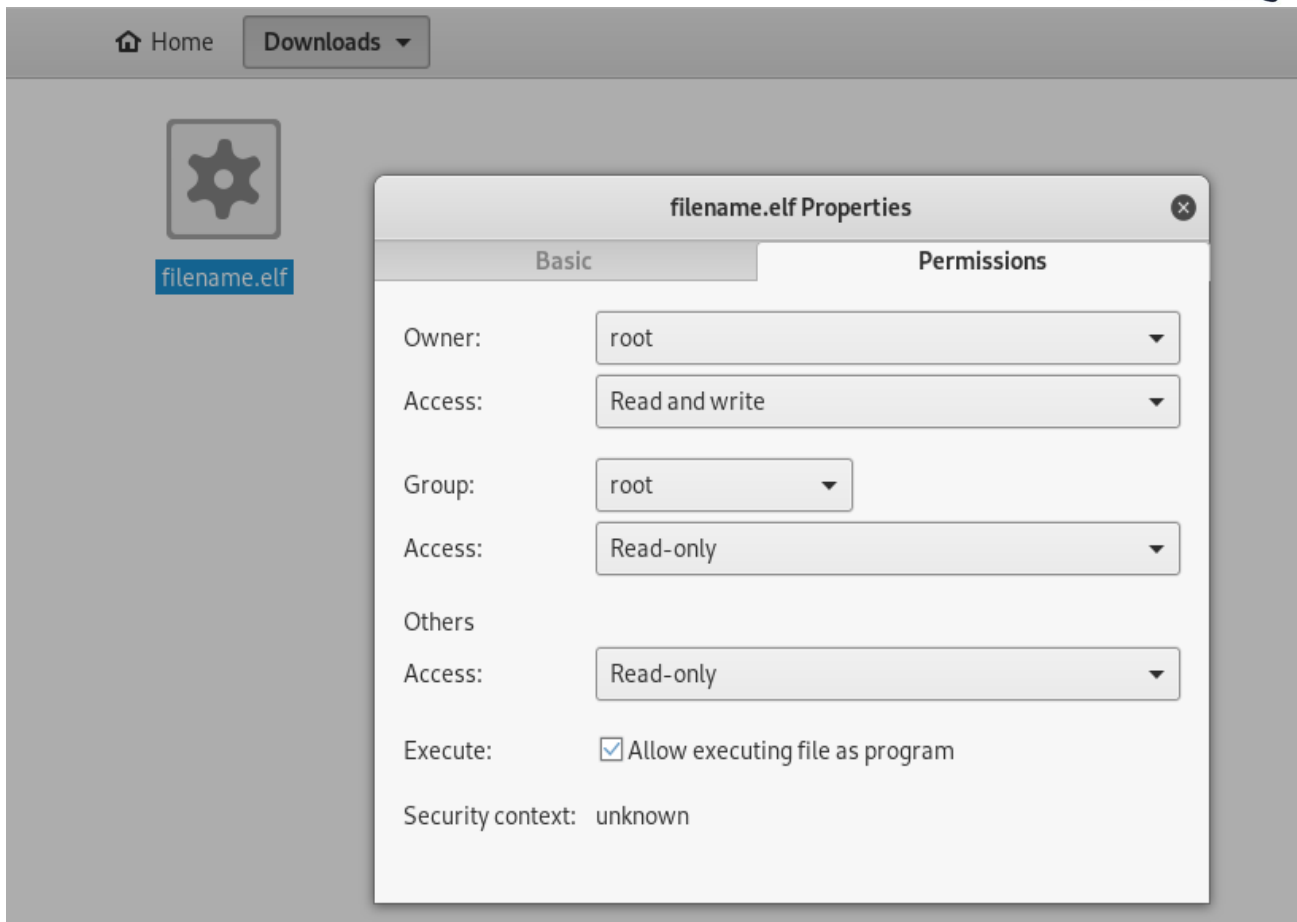 Home Downloads
filename.elf
filename.elf Properties
Basic Permissions
Owner: root
Access: Read and write
Group: root
Access: Read-only
Others
Access: Read-only
Execute: Allow executing file as program
Security context: unknown